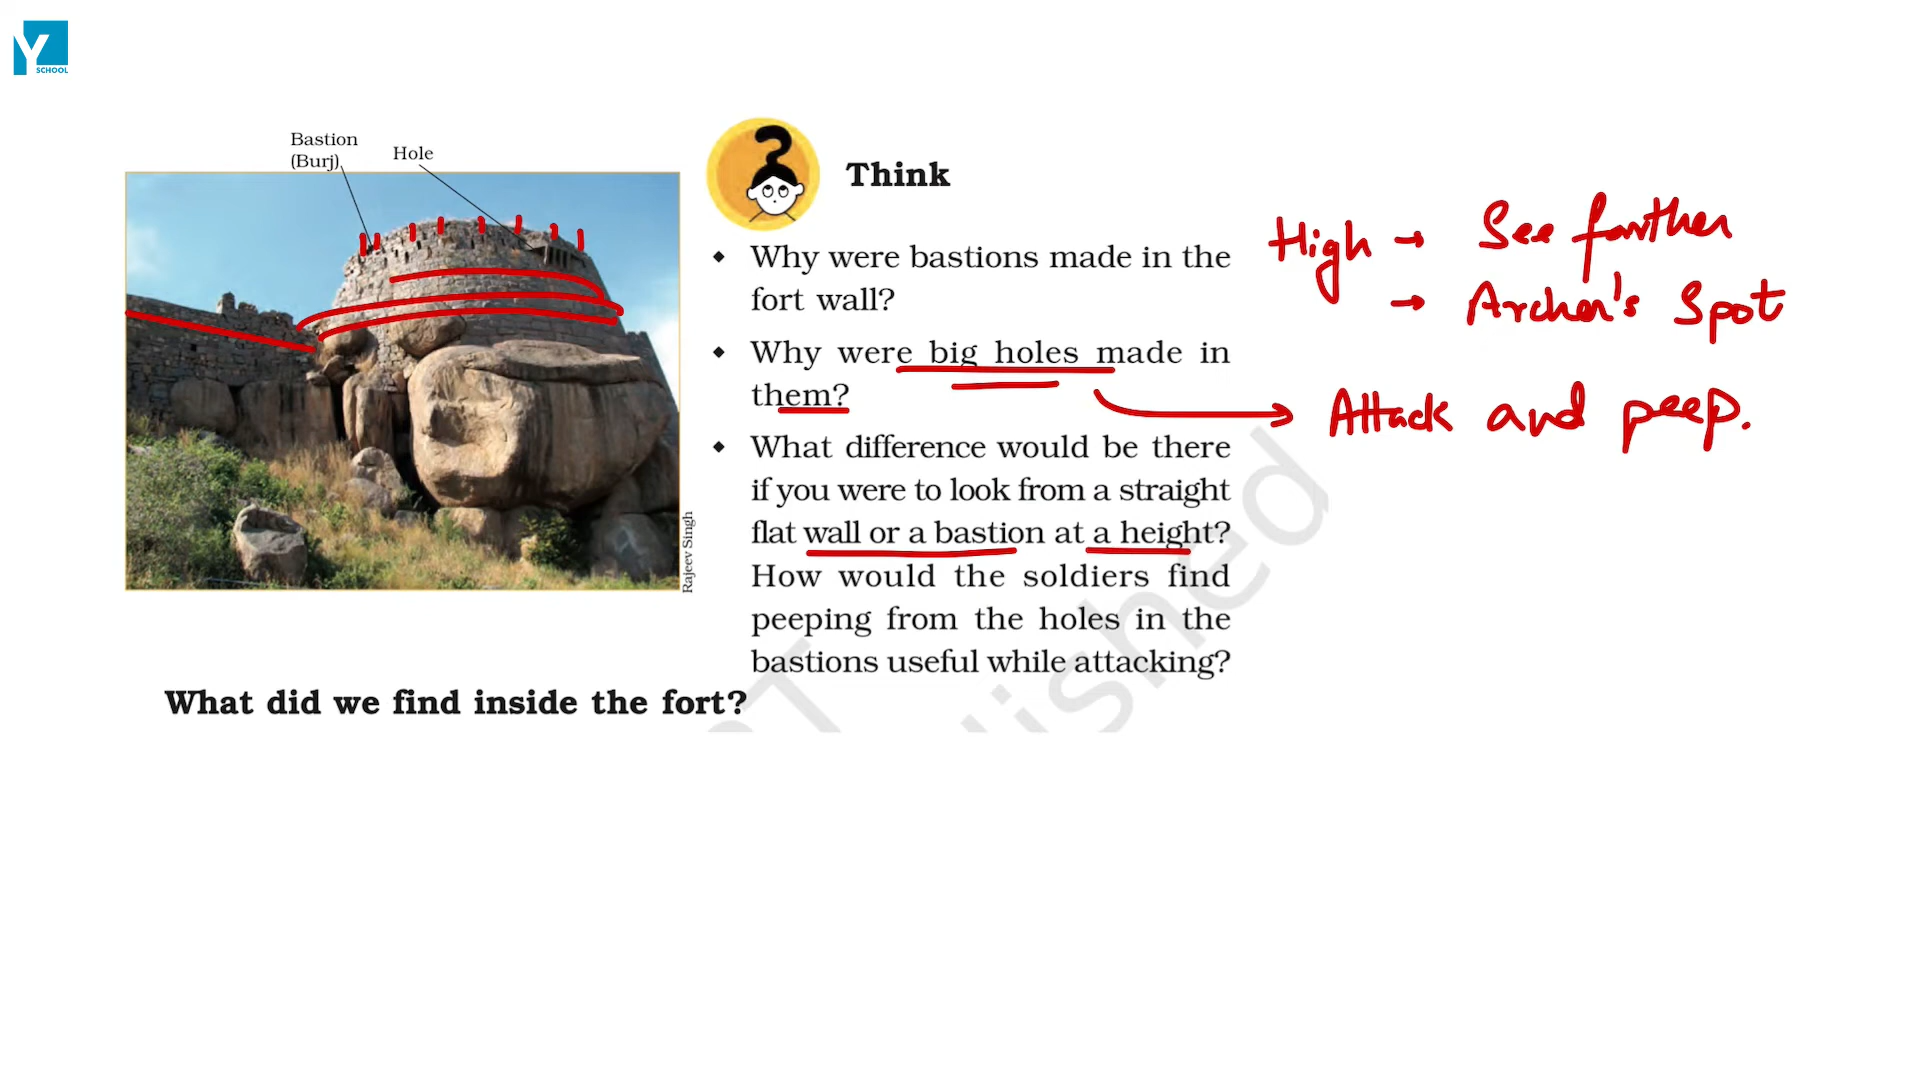 Y
SCHOOL
Bastion
(Burj)
Hole
Rajeev Singh
Think
Why were bastions made in the
fort wall?
Why were big holes made in
them?
What difference would be there
if you were to look from a straight
flat wall or a bastion at a height?
How would the soldiers find
peeping from the holes in the
bastions useful while attacking?
High → See farther
→ Archer's Spot
Attack and peep.
What did we find inside the fort?